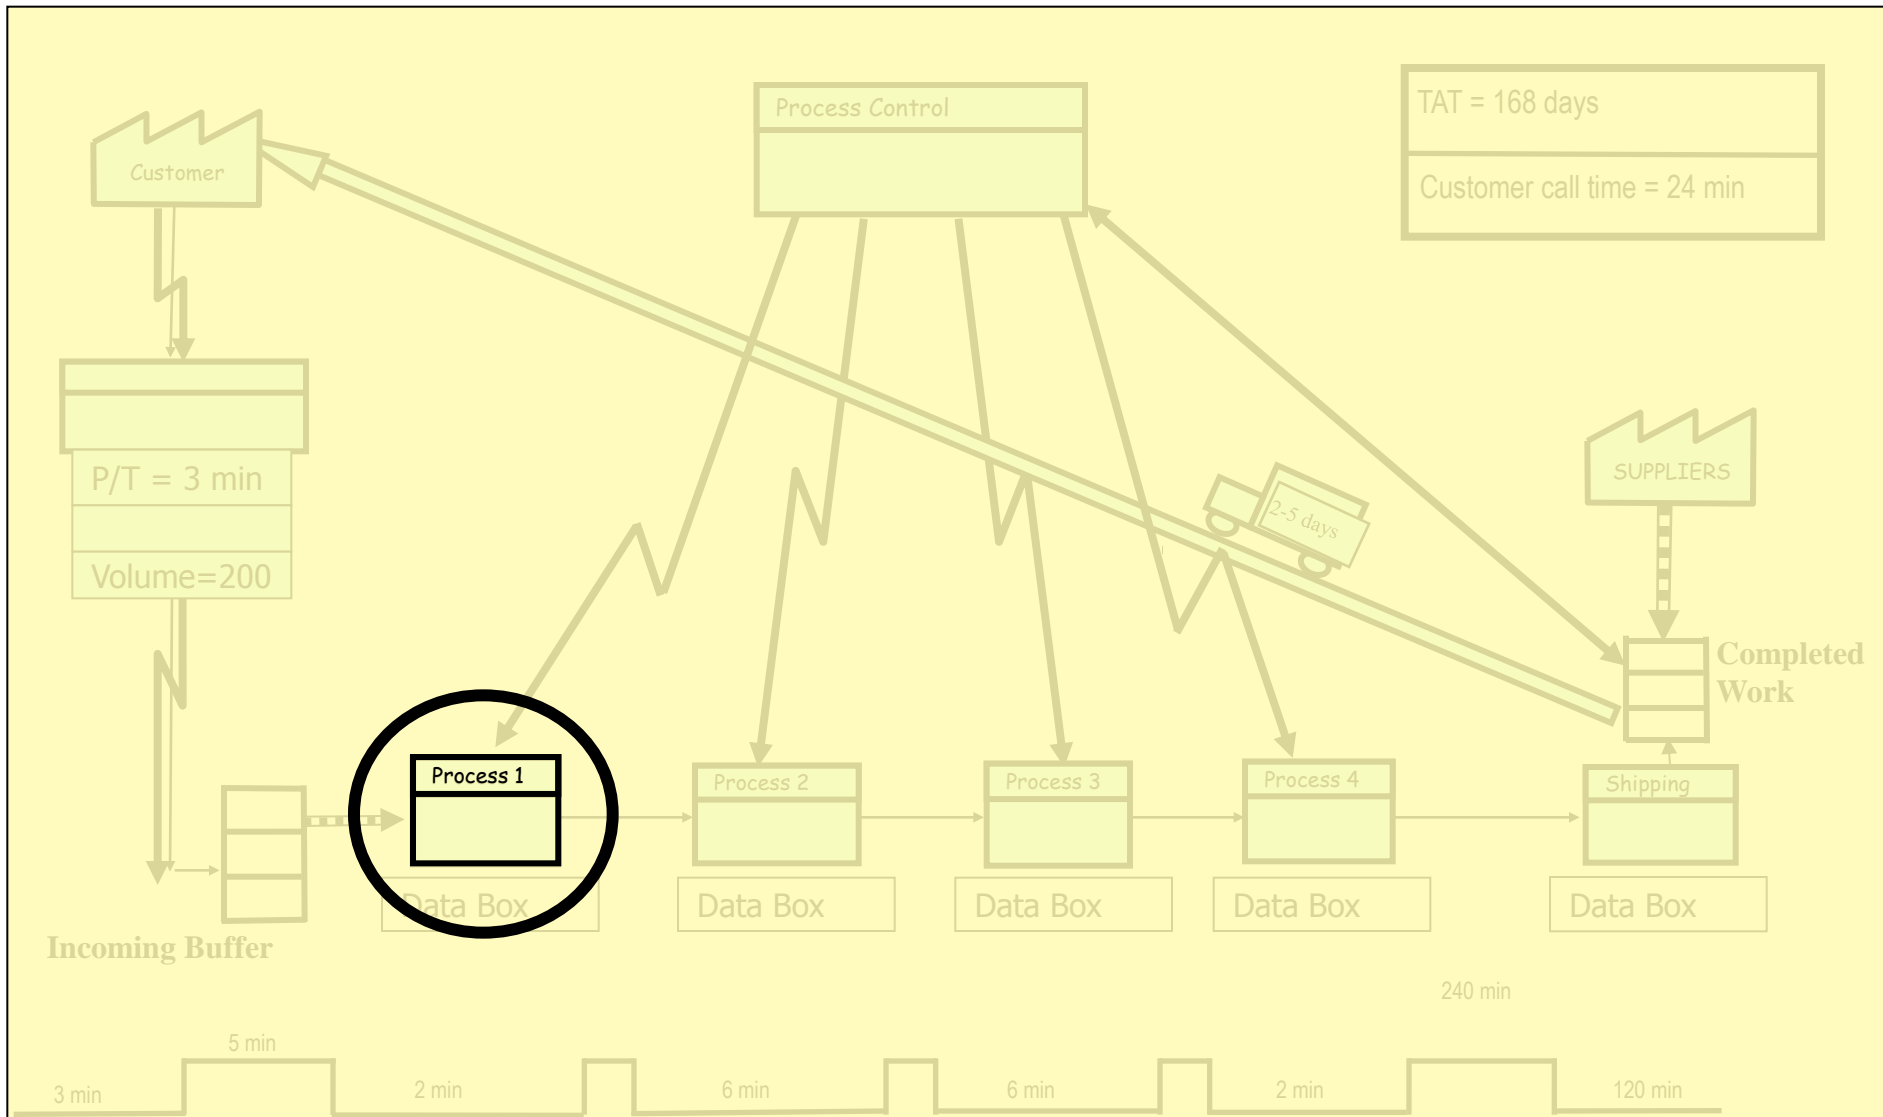 Process Control
TAT = 168 days
Customer call time = 24 min
Customer
P/T = 3 min
Volume=200
SUPPLIERS
2-5 days
Completed
Work
Process 1
Process 2
Process 3
Process 4
Shipping
Data Box
Data Box
Data Box
Data Box
Data Box
Incoming Buffer
240 min
5 min
3 min
2 min
6 min
6 min
2 min
120 min